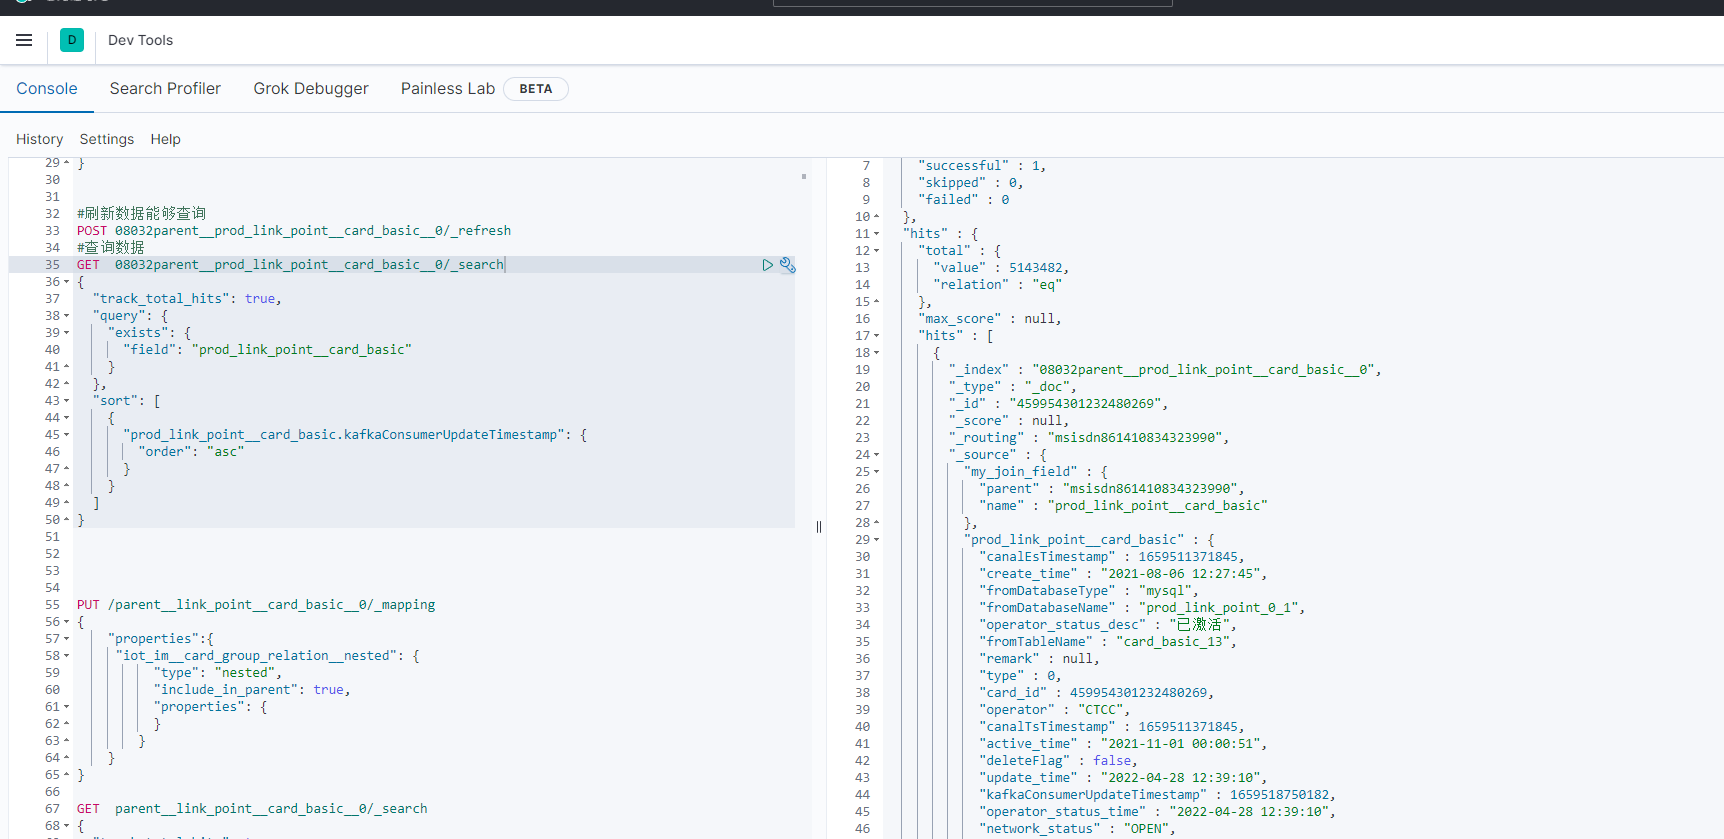 D
Dev Tools
Console Search Profiler Grok Debugger Painless Lab BETA
History Settings Help
29 }
30
31
32 #刷新数据能够查询
33 POST 08032parent__prod_link_point__card_basic__0/_refresh
34 #查询数据
35 GET  08032parent__prod_link_point__card_basic__0/_search
36 {
37   "track_total_hits": true,
38   "query": {
39     "exists": {
40       "field": "prod_link_point__card_basic"
41     }
42   },
43   "sort": [
44     {
45       "prod_link_point__card_basic.kafkaConsumerUpdateTimestamp": {
46         "order": "asc"
47       }
48     }
49   ]
50 }
51
52
53
54
55 PUT /parent__link_point__card_basic__0/_mapping
56 {
57     "properties":{
58      "iot_im__card_group_relation__nested": {
59           "type": "nested",
60           "include_in_parent": true,
61           "properties": {
62           }
63         }
64     }
65 }
66
67 GET  parent__link_point__card_basic__0/_search
68 {
7     "successful" : 1,
8     "skipped" : 0,
9     "failed" : 0
10   },
11   "hits" : {
12     "total" : {
13       "value" : 5143482,
14       "relation" : "eq"
15     },
16     "max_score" : null,
17     "hits" : [
18       {
19         "_index" : "08032parent__prod_link_point__card_basic__0",
20         "_type" : "_doc",
21         "_id" : "459954301232480269",
22         "_score" : null,
23         "_routing" : "msisdn861410834323990",
24         "_source" : {
25           "my_join_field" : {
26             "parent" : "msisdn861410834323990",
27             "name" : "prod_link_point__card_basic"
28           },
29           "prod_link_point__card_basic" : {
30             "canalEsTimestamp" : 1659511371845,
31             "create_time" : "2021-08-06 12:27:45",
32             "fromDatabaseType" : "mysql",
33             "fromDatabaseName" : "prod_link_point_0_1",
34             "operator_status_desc" : "已激活",
35             "fromTableName" : "card_basic_13",
36             "remark" : null,
37             "type" : 0,
38             "card_id" : 459954301232480269,
39             "operator" : "CTCC",
40             "canalTsTimestamp" : 1659511371845,
41             "active_time" : "2021-11-01 00:00:51",
42             "deleteFlag" : false,
43             "update_time" : "2022-04-28 12:39:10",
44             "kafkaConsumerUpdateTimestamp" : 1659518750182,
45             "operator_status_time" : "2022-04-28 12:39:10",
46             "network_status" : "OPEN",